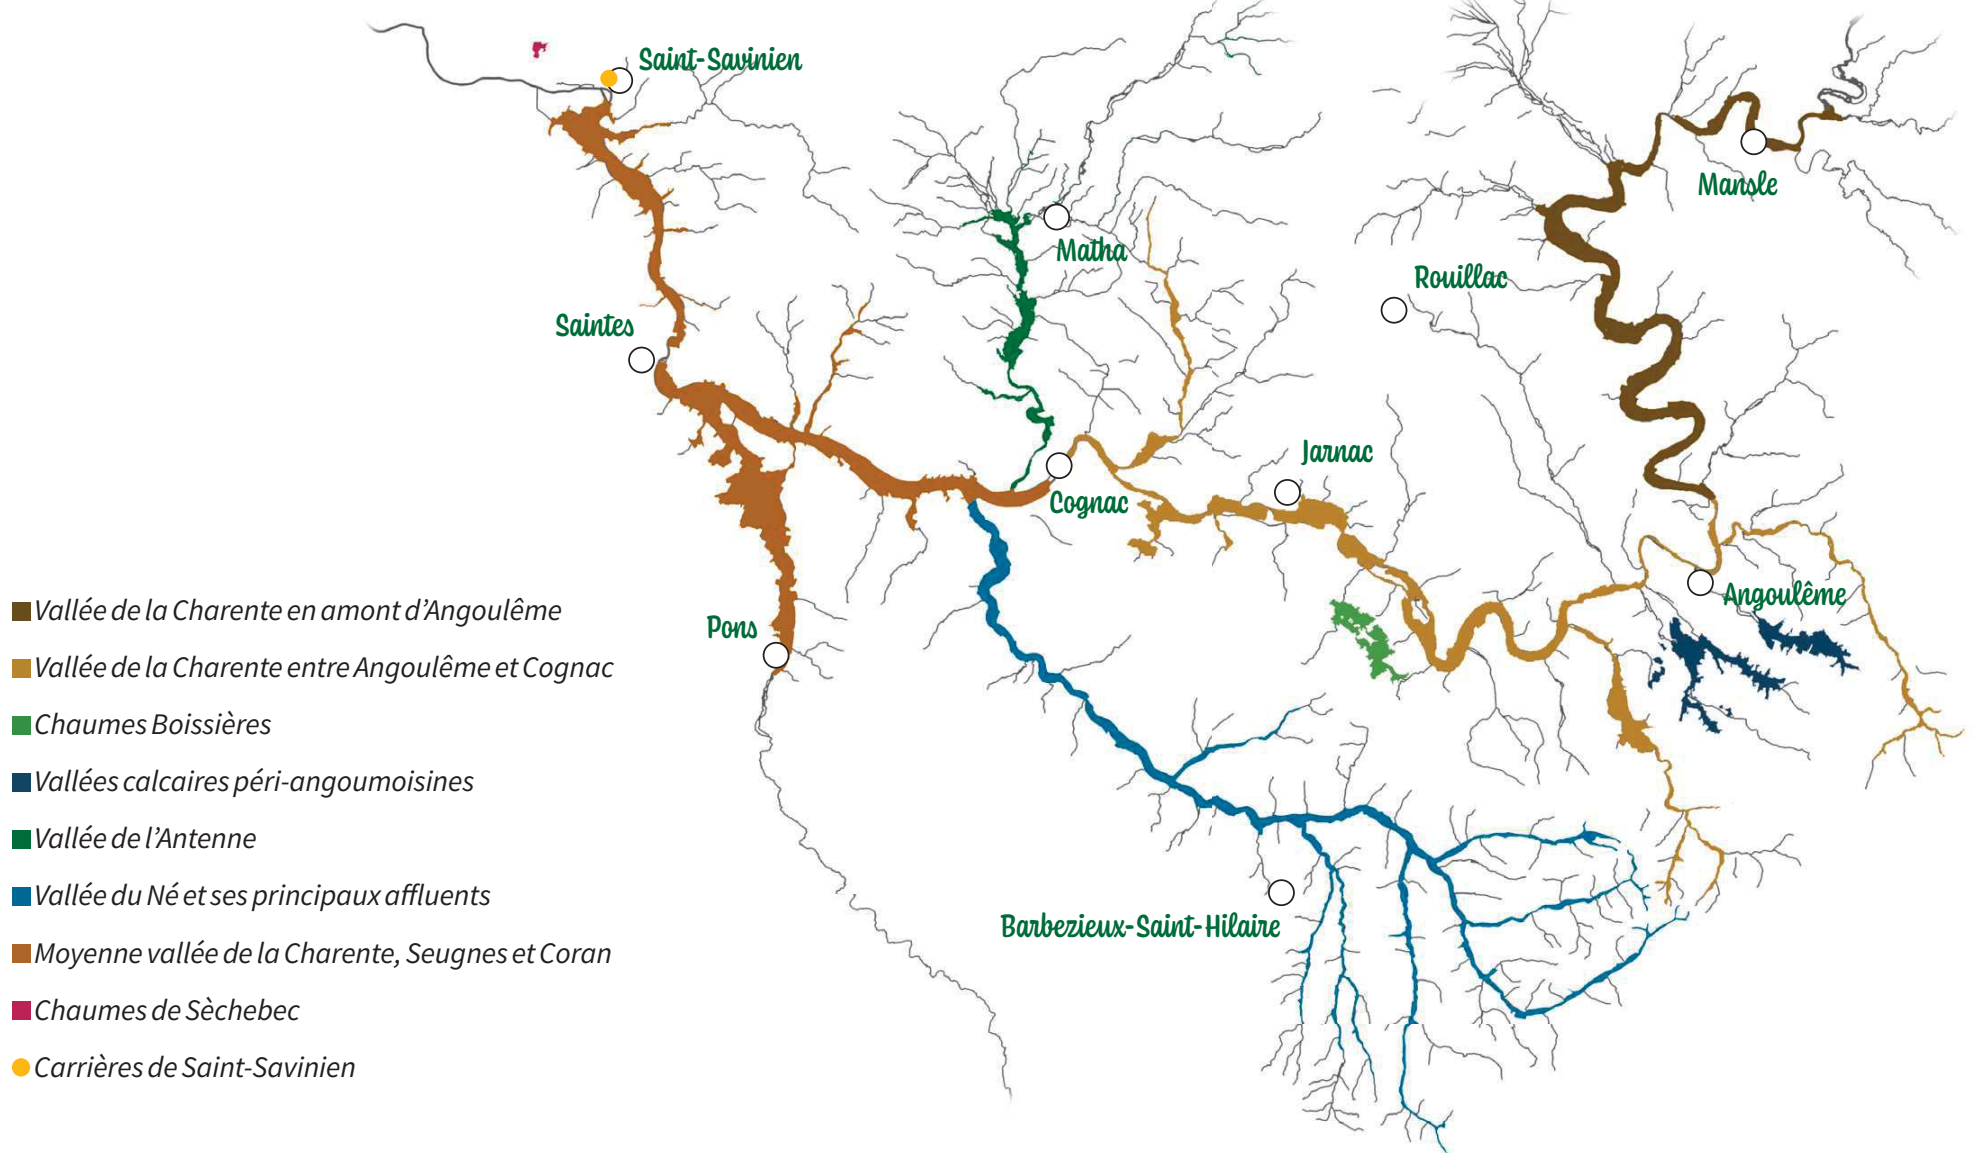 Saint-Savinien
Mansle
Matha
Rouillac
Saintes
Jarnac
Cognac
Angoulême
Pons
Barbezieux-Saint-Hilaire
Vallée de la Charente en amont d'Angoulême
Vallée de la Charente entre Angoulême et Cognac
Chaumes Boissières
Vallées calcaires péri-angoumoisines
Vallée de l'Antenne
Vallée du Né et ses principaux affluents
Moyenne vallée de la Charente, Seugnes et Coran
Chaumes de Sèchebec
Carrières de Saint-Savinien